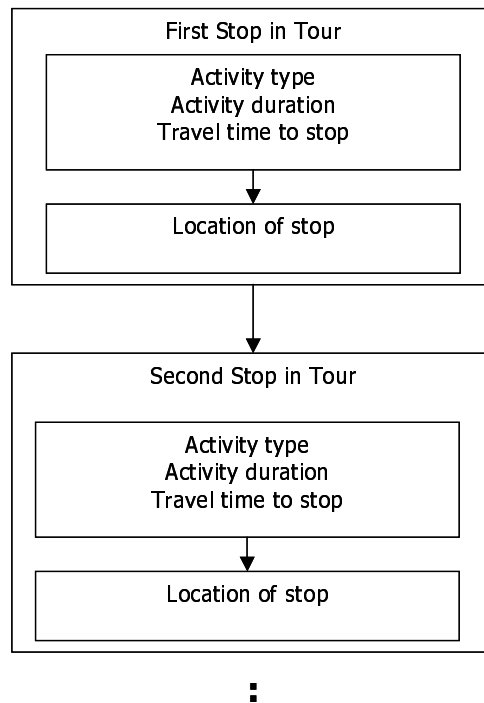 First Stop in Tour
Activity type
Activity duration
Travel time to stop
Location of stop
Second Stop in Tour
Activity type
Activity duration
Travel time to stop
Location of stop
: